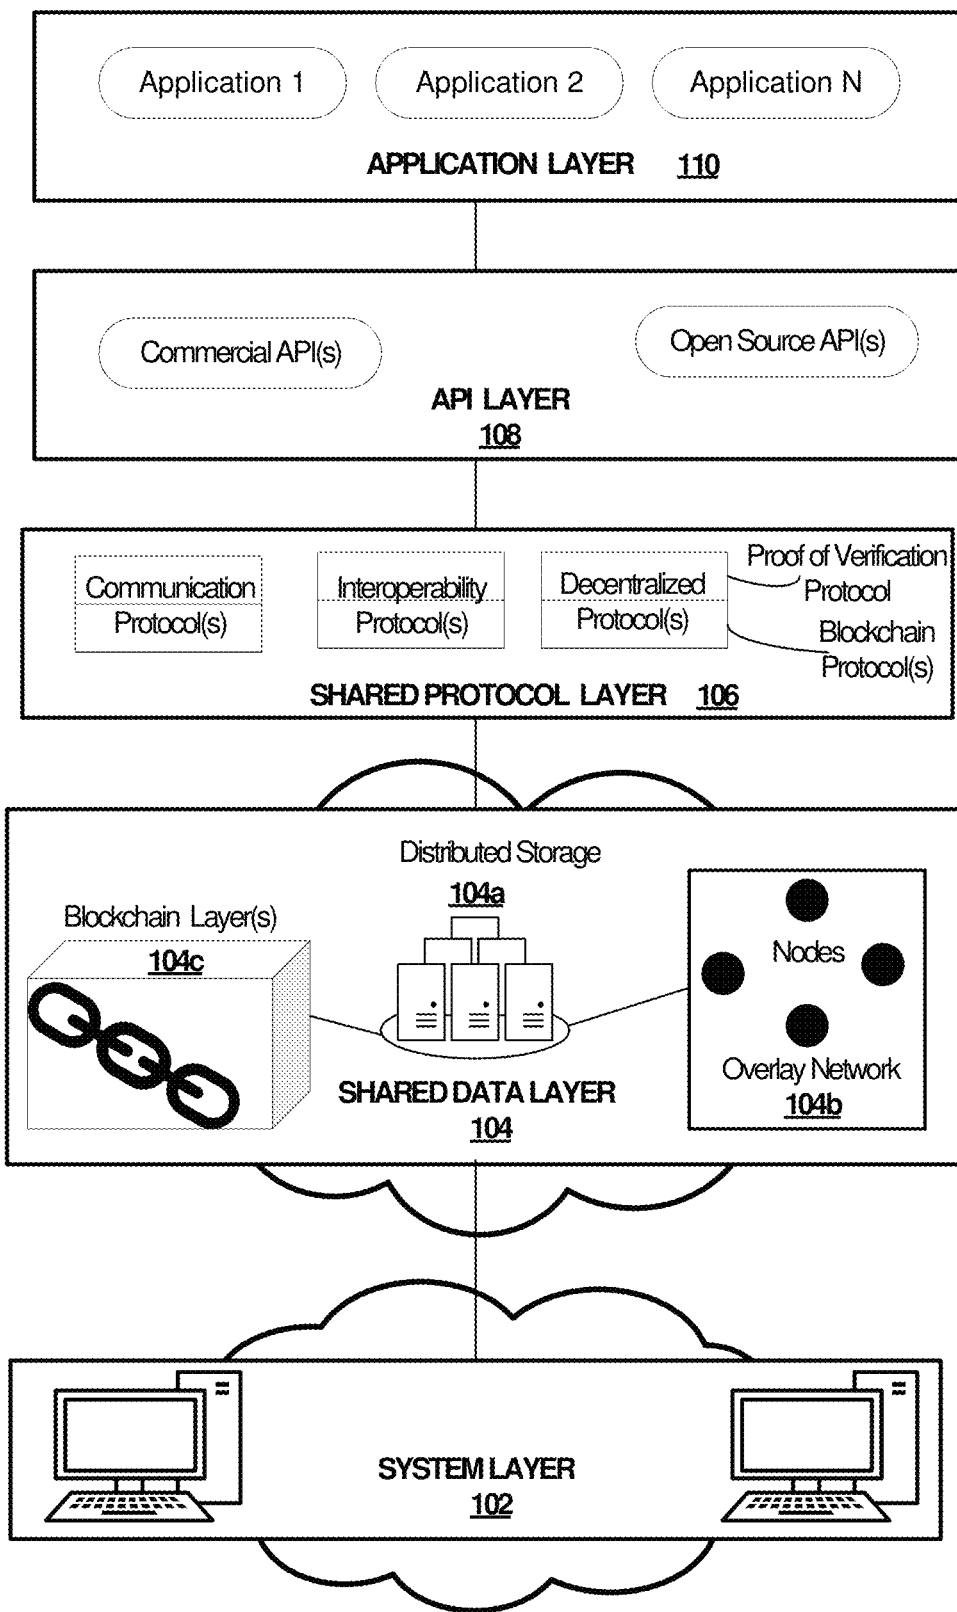 Application 1
Application 2
Application N
APPLICATION LAYER 110
Commercial API(s)
Open Source API(s)
API LAYER
108
Communication
Protocol(s)
Interoperability
Protocol(s)
Decentralized
Protocol(s)
Proof of Verification
Protocol
Blockchain
Protocol(s)
SHARED PROTOCOL LAYER 106
Distributed Storage
104a
Blockchain Layer(s)
104c
Nodes
Overlay Network
104b
SHARED DATA LAYER
104
SYSTEM LAYER
102